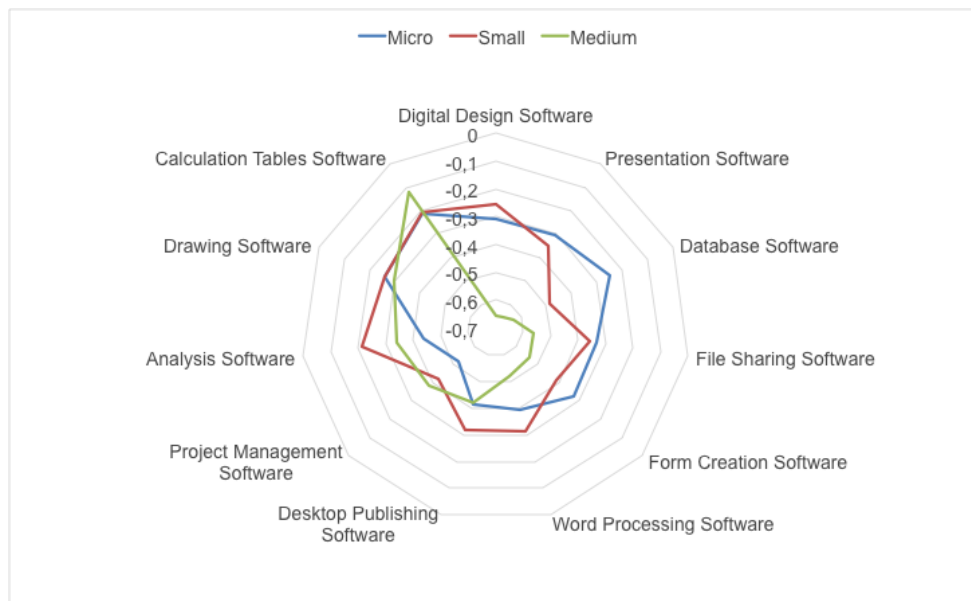 Micro Small Medium
Digital Design Software
Presentation Software
Database Software
File Sharing Software
Form Creation Software
Word Processing Software
Desktop Publishing
Software
Project Management
Software
Analysis Software
Drawing Software
Calculation Tables Software
0
-0,1
-0,2
-0,3
-0,4
-0,5
-0,6
-0,7